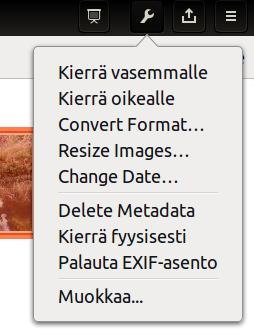 Kierrä vasemmalle
Kierrä oikealle
Convert Format...
Resize Images...
Change Date...
Delete Metadata
Kierrä fyysisesti
Palauta EXIF-asento
Muokkaa...